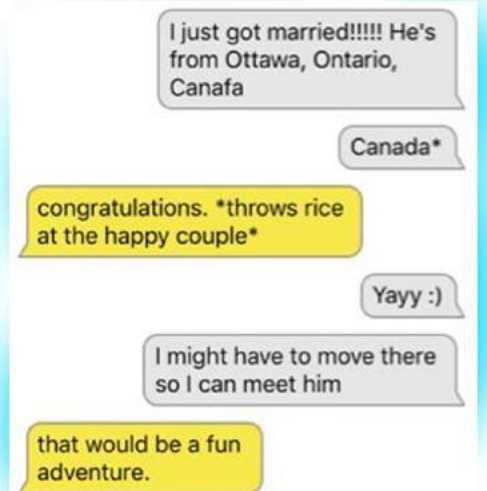 I just got married!!!!! He's
from Ottawa, Ontario,
Canafa
Canada*
congratulations. *throws rice
at the happy couple*
Yayy :)
I might have to move there
so I can meet him
that would be a fun
adventure.